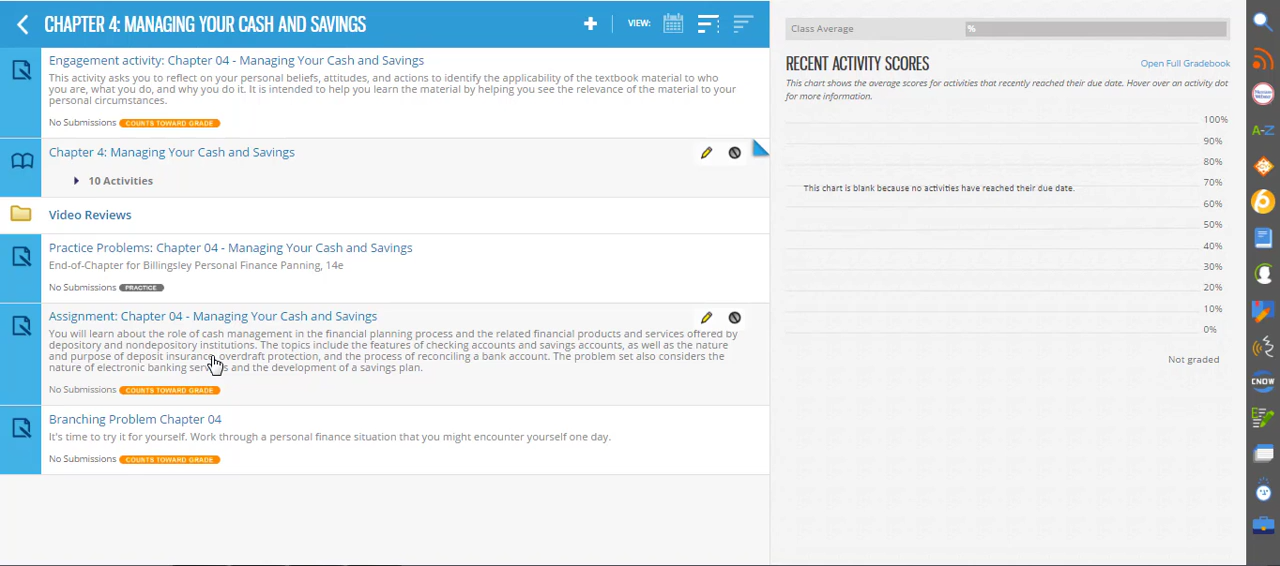 CHAPTER 4: MANAGING YOUR CASH AND SAVINGS
VIEW:
Engagement activity: Chapter 04 - Managing Your Cash and Savings
This activity asks you to reflect on your personal beliefs, attitudes, and actions to identify the applicability of the textbook material to who
you are, what you do, and why you do it. It is intended to help you learn the material by helping you see the relevance of the material to your
personal circumstances.
No Submissions COUNTS TOWARD GRADE
Chapter 4: Managing Your Cash and Savings
10 Activities
Video Reviews
Practice Problems: Chapter 04 - Managing Your Cash and Savings
End-of-Chapter for Billingsley Personal Finance Panning, 14e
No Submissions PRACTICE
Assignment: Chapter 04 - Managing Your Cash and Savings
You will learn about the role of cash management in the financial planning process and the related financial products and services offered by
depository and nondepository institutions. The topics include the features of checking accounts and savings accounts, as well as the nature
and purpose of deposit insurance, overdraft protection, and the process of reconciling a bank account. The problem set also considers the
nature of electronic banking services and the development of a savings plan.
No Submissions COUNTS TOWARD GRADE
Branching Problem Chapter 04
It's time to try it for yourself. Work through a personal finance situation that you might encounter yourself one day.
No Submissions COUNTS TOWARD GRADE
Class Average %
RECENT ACTIVITY SCORES Open Full Gradebook
This chart shows the average scores for activities that recently reached their due date. Hover over an activity dot
for more information.
100%
90%
80%
70%
This chart is blank because no activities have reached their due date.
60%
50%
40%
30%
20%
10%
0%
Not graded
A-Z
CNOW